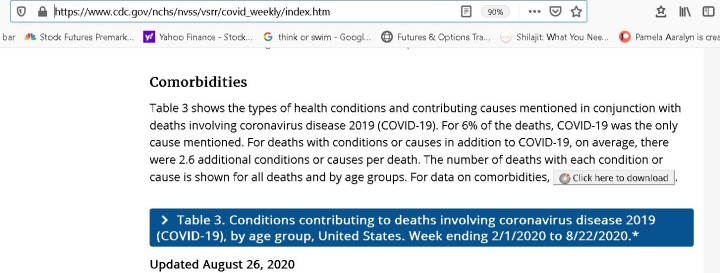 https://www.cdc.gov/nchs/nvss/vsrr/covid_weekly/index.htm 90%
bar Stock Futures Premark... Yahoo Finance - Stock... G think or swim - Googl... Futures & Options Tra... Shilajit: What You Nee... Pamela Aaralyn is crea
Comorbidities
Table 3 shows the types of health conditions and contributing causes mentioned in conjunction with
deaths involving coronavirus disease 2019 (COVID-19). For 6% of the deaths, COVID-19 was the only
cause mentioned. For deaths with conditions or causes in addition to COVID-19, on average, there
were 2.6 additional conditions or causes per death. The number of deaths with each condition or
cause is shown for all deaths and by age groups. For data on comorbidities, Click here to download.
> Table 3. Conditions contributing to deaths involving coronavirus disease 2019
(COVID-19), by age group, United States. Week ending 2/1/2020 to 8/22/2020.*
Updated August 26, 2020